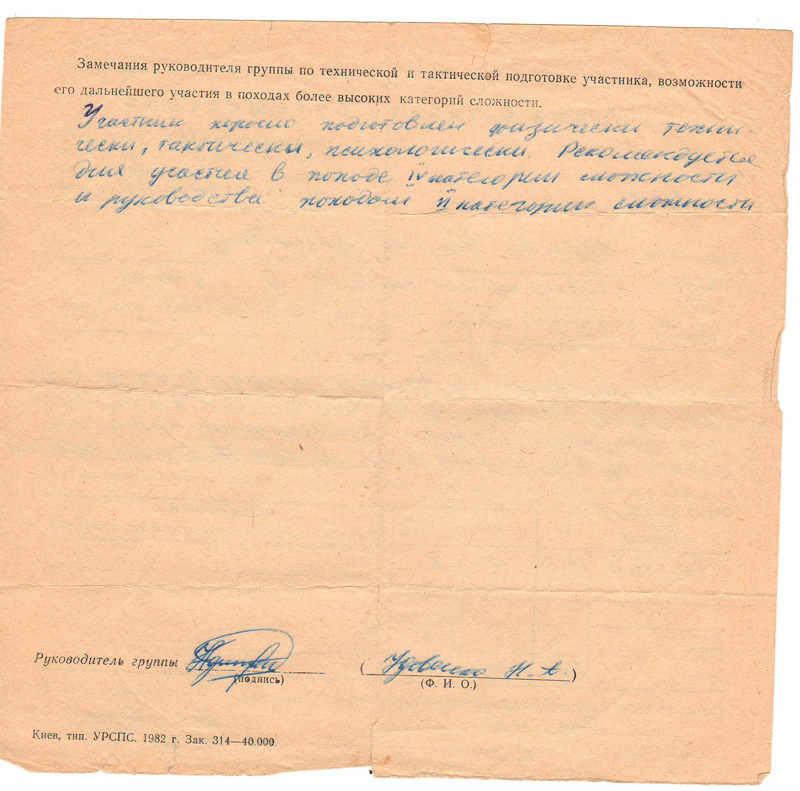 Замечания руководителя группы по технической и тактической подготовке участника, возможности
его дальнейшего участия в походах более высоких категорий сложности.
Участник хорошо подготовлен физически техни-
чески, тактически, психологически. Рекомендуется
для участия в походе IV категории сложности
и руководства походом II категории сложности
Руководитель группы ( Н. А. )
(подпись) (Ф. И. О.)
Киев, тип. УРСПС. 1982 г. Зак. 314—40.000.